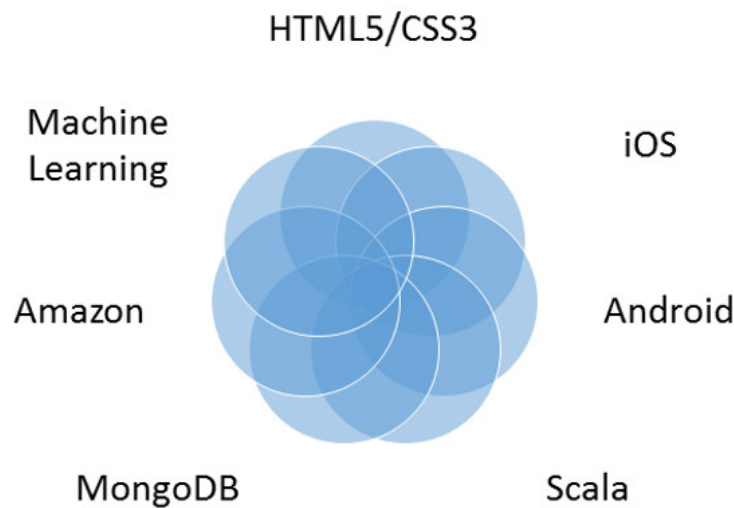 HTML5/CSS3
Machine
Learning
iOS
Amazon
Android
MongoDB
Scala